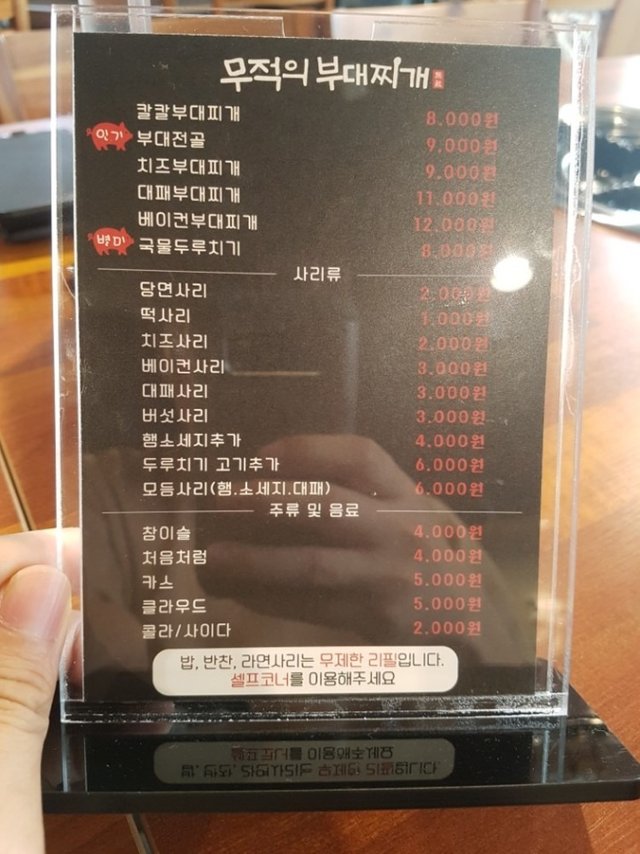 무적의 부대찌개
칼칼부대찌개 8.000원
인기 부대전골 9.000원
치즈부대찌개 9.000원
대패부대찌개 11.000원
베이컨부대찌개 12.000원
별미 국물두루치기 8.000원
사리류
당면사리 2.000원
떡사리 1.000원
치즈사리 2.000원
베이컨사리 3.000원
대패사리 3.000원
버섯사리 3.000원
햄소세지추가 4.000원
두루치기 고기추가 6.000원
모듬사리(햄.소세지.대패) 6.000원
주류 및 음료
참이슬 4.000원
처음처럼 4.000원
카스 5.000원
클라우드 5.000원
콜라/사이다 2.000원
밥, 반찬, 라면사리는 무제한 리필입니다.
셀프코너를 이용해주세요